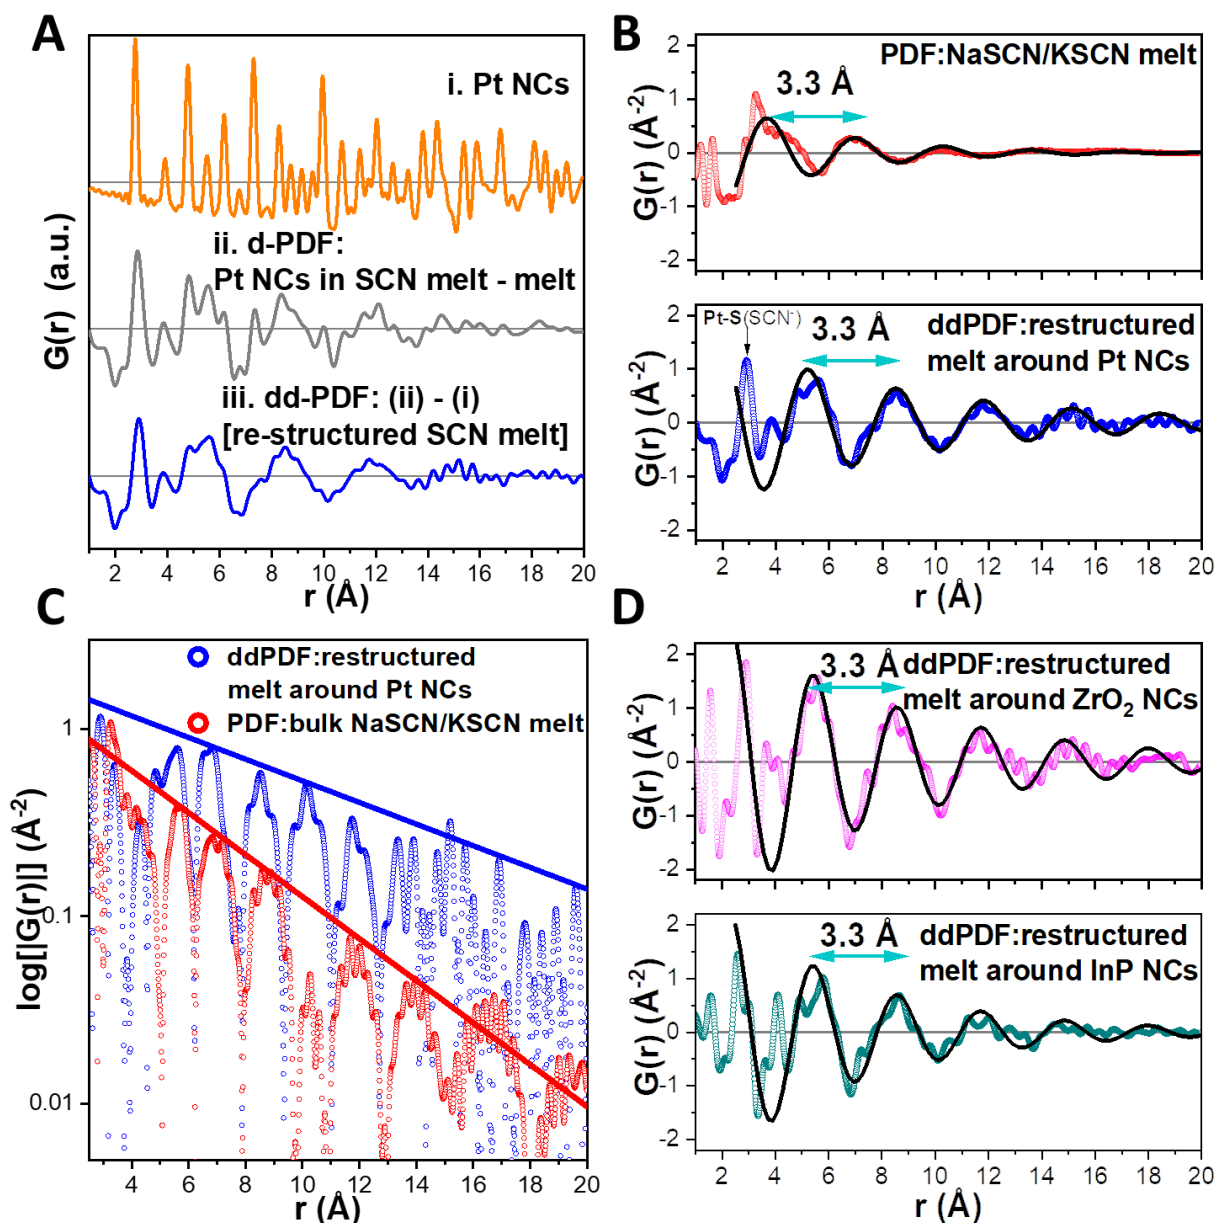 A
i. Pt NCs
ii. d-PDF:
Pt NCs in SCN melt - melt
iii. dd-PDF: (ii) - (i)
[re-structured SCN melt]
G(r) (a.u.)
2 4 6 8 10 12 14 16 18 20
r (Å)
B
PDF:NaSCN/KSCN melt
3.3 Å
2
1
0
-1
-2
G(r) (Å⁻²)
Pt-S(SCN⁻)
3.3 Å
ddPDF:restructured
melt around Pt NCs
2
1
0
-1
-2
G(r) (Å⁻²)
2 4 6 8 10 12 14 16 18 20
r (Å)
C
ddPDF:restructured
melt around Pt NCs
PDF:bulk NaSCN/KSCN melt
1
0.1
0.01
log[|G(r)|] (Å⁻²)
4 6 8 10 12 14 16 18 20
r (Å)
D
3.3 Å
ddPDF:restructured
melt around ZrO₂ NCs
2
1
0
-1
-2
G(r) (Å⁻²)
3.3 Å
ddPDF:restructured
melt around InP NCs
2
1
0
-1
-2
G(r) (Å⁻²)
2 4 6 8 10 12 14 16 18 20
r (Å)